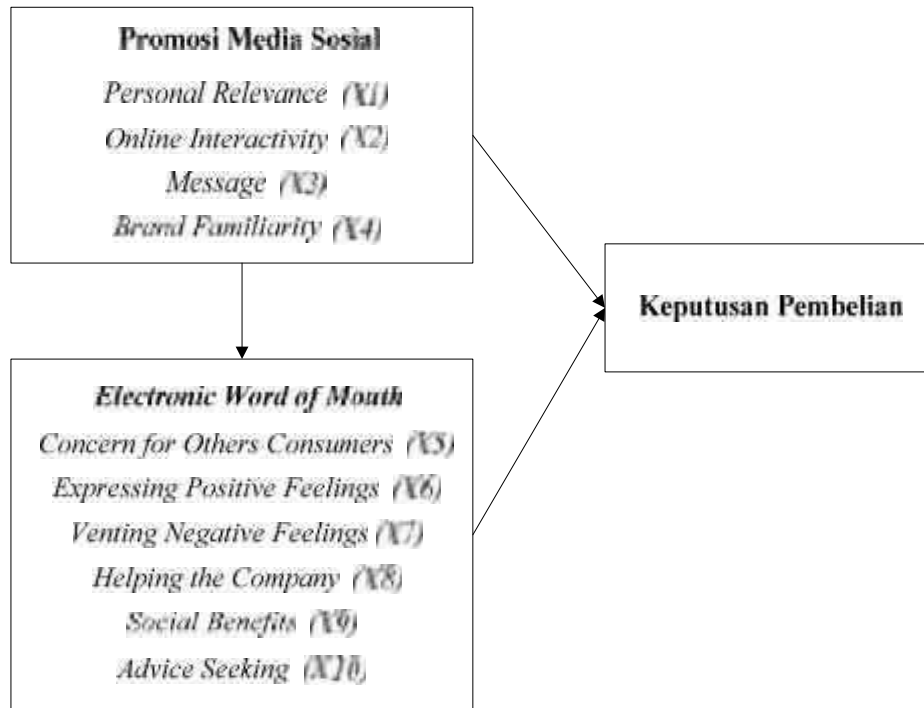 Promosi Media Sosial
Personal Relevance (X1)
Online Interactivity (X2)
Message (X3)
Brand Familiarity (X4)
Keputusan Pembelian
Electronic Word of Mouth
Concern for Others Consumers (X5)
Expressing Positive Feelings (X6)
Venting Negative Feelings (X7)
Helping the Company (X8)
Social Benefits (X9)
Advice Seeking (X10)